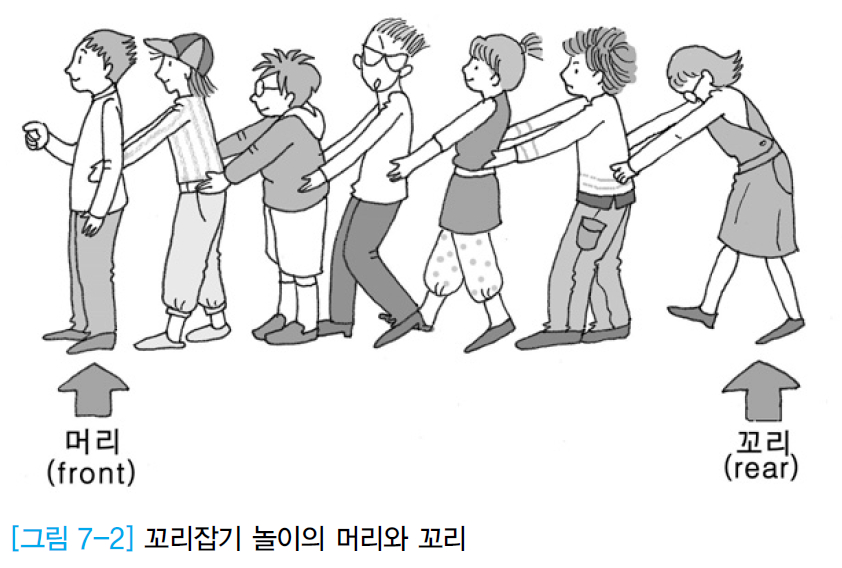 머리
(front)
꼬리
(rear)
[그림 7-2] 꼬리잡기 놀이의 머리와 꼬리